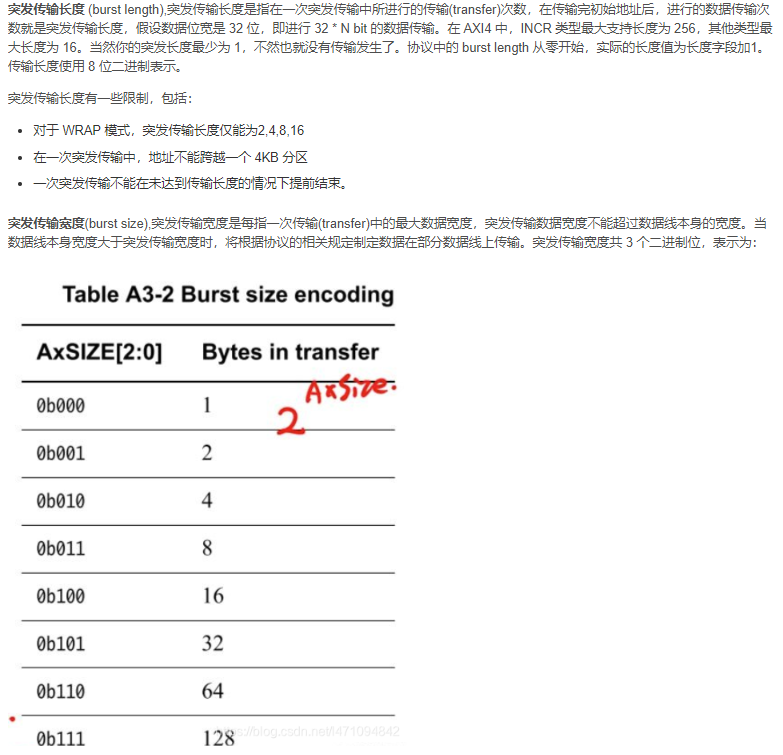 突发传输长度 (burst length),突发传输长度是指在一次突发传输中所进行的传输(transfer)次数，在传输完初始地址后，进行的数据传输次
数就是突发传输长度，假设数据位宽是 32 位，即进行 32 * N bit 的数据传输。在 AXI4 中，INCR 类型最大支持长度为 256，其他类型最
大长度为 16。当然你的突发长度最少为 1，不然也就没有传输发生了。协议中的 burst length 从零开始，实际的长度值为长度字段加1。
传输长度使用 8 位二进制表示。
突发传输长度有一些限制，包括：
• 对于 WRAP 模式，突发传输长度仅能为2,4,8,16
• 在一次突发传输中，地址不能跨越一个 4KB 分区
• 一次突发传输不能在未达到传输长度的情况下提前结束。
突发传输宽度(burst size),突发传输宽度是每指一次传输(transfer)中的最大数据宽度，突发传输数据宽度不能超过数据线本身的宽度。当
数据线本身宽度大于突发传输宽度时，将根据协议的相关规定制定数据在部分数据线上传输。突发传输宽度共 3 个二进制位，表示为：
Table A3-2 Burst size encoding
AxSIZE[2:0] Bytes in transfer
0b000 1
2 AxSize.
0b001 2
0b010 4
0b011 8
0b100 16
0b101 32
0b110 64
0b111 128
https://blog.csdn.net/l471094842